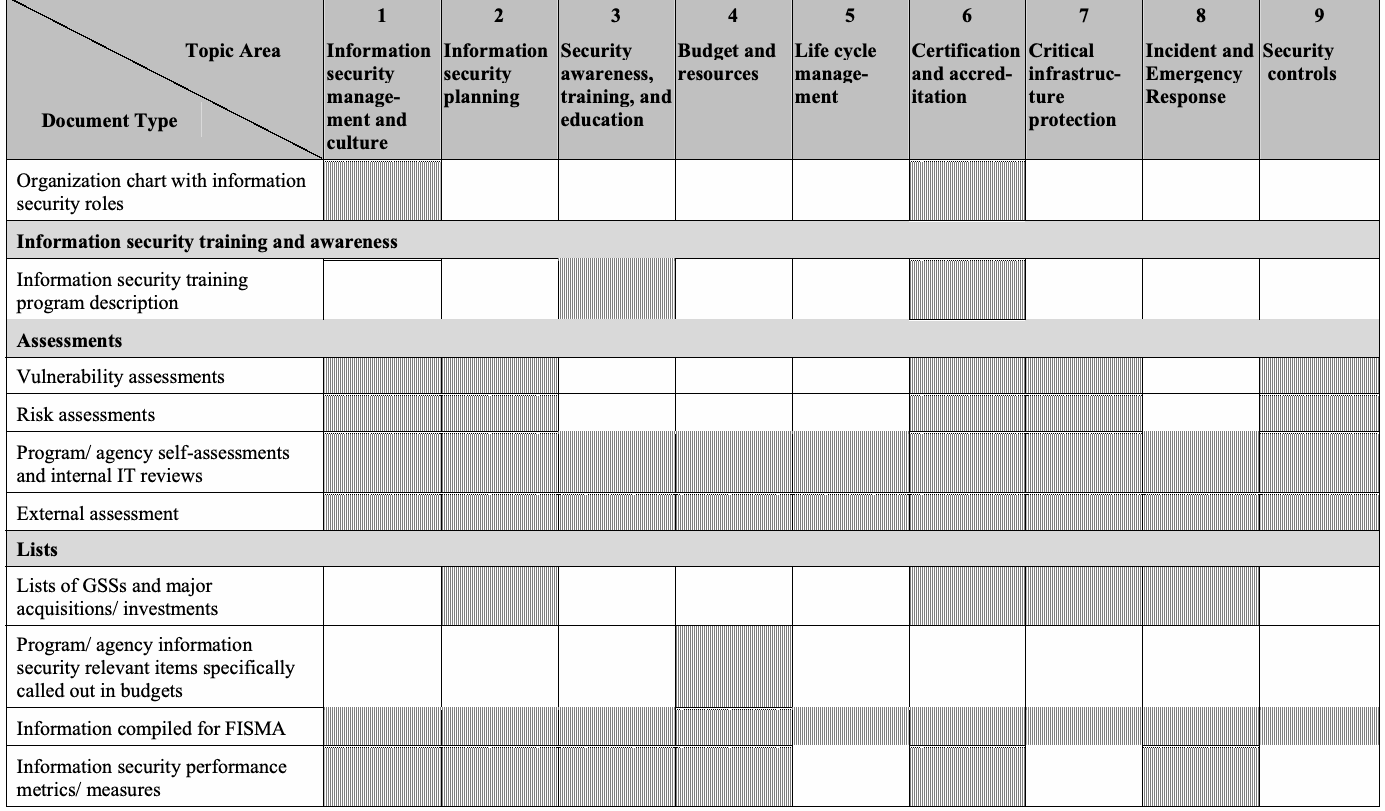 1 2 3 4 5 6 7 8 9
Topic Area
Document Type
Information
security
manage-
ment and
culture
Information
security
planning
Security
awareness,
training, and
education
Budget and
resources
Life cycle
manage-
ment
Certification
and accred-
itation
Critical
infrastruc-
ture
protection
Incident and
Emergency
Response
Security
controls
Organization chart with information
security roles
Information security training and awareness
Information security training
program description
Assessments
Vulnerability assessments
Risk assessments
Program/ agency self-assessments
and internal IT reviews
External assessment
Lists
Lists of GSSs and major
acquisitions/ investments
Program/ agency information
security relevant items specifically
called out in budgets
Information compiled for FISMA
Information security performance
metrics/ measures